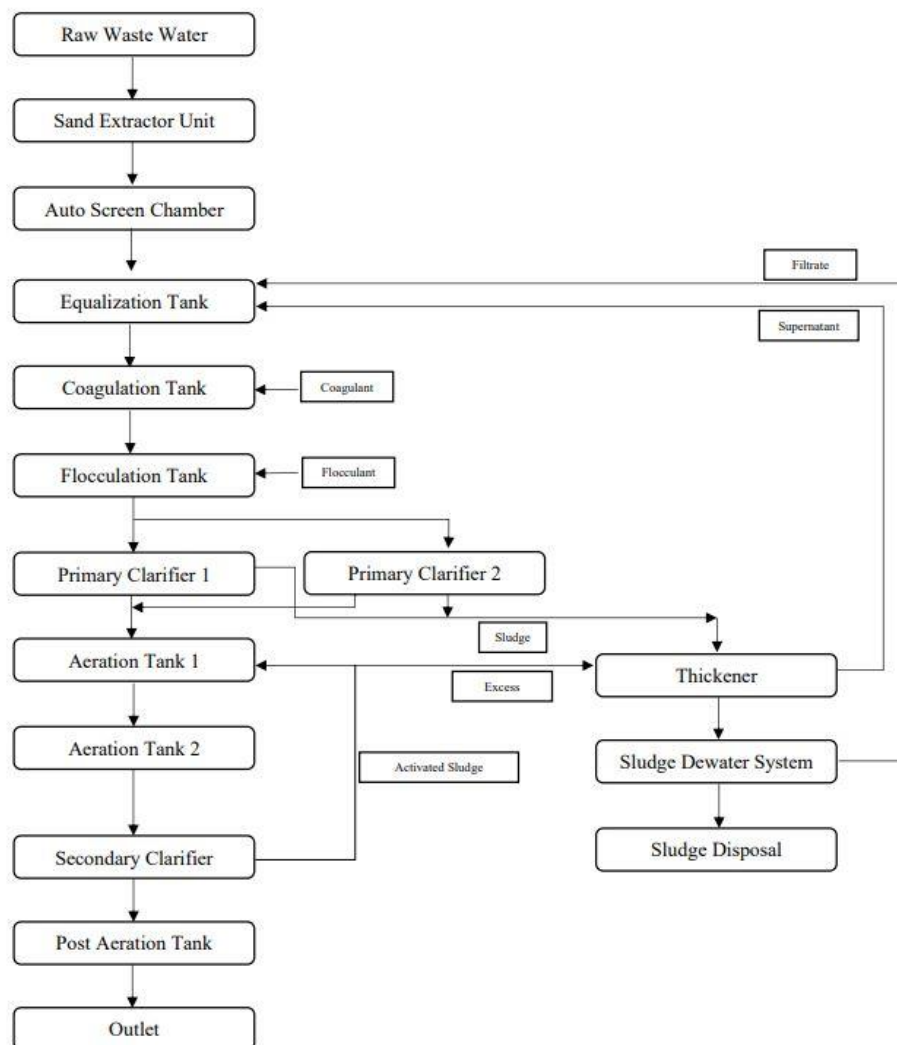 Raw Waste Water
Sand Extractor Unit
Auto Screen Chamber
Filtrate
Equalization Tank
Supernatant
Coagulation Tank
Coagulant
Flocculation Tank
Flocculant
Primary Clarifier 1
Primary Clarifier 2
Sludge
Aeration Tank 1
Excess
Thickener
Aeration Tank 2
Activated Sludge
Sludge Dewater System
Secondary Clarifier
Sludge Disposal
Post Aeration Tank
Outlet